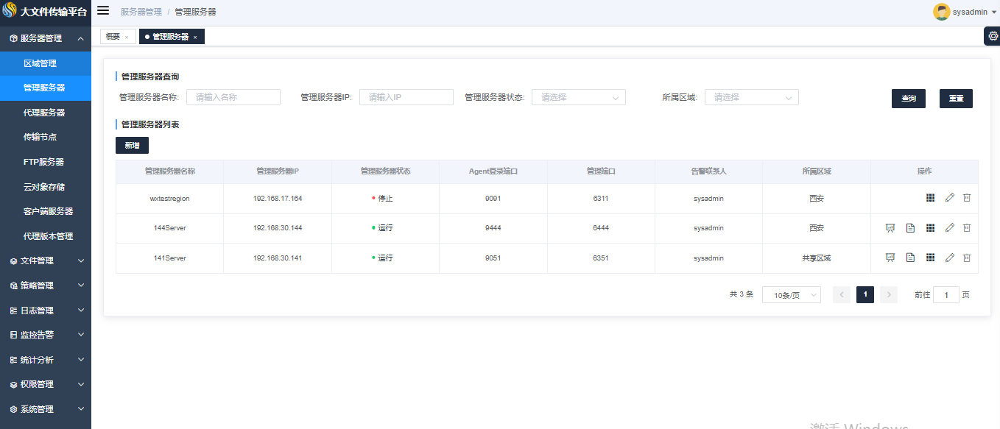 大文件传输平台
服务器管理 / 管理服务器
sysadmin
服务器管理
概要 ×
管理服务器 ×
区域管理
管理服务器
代理服务器
传输节点
FTP服务器
云对象存储
客户端服务器
代理版本管理
文件管理
策略管理
日志管理
监控告警
统计分析
权限管理
系统管理
管理服务器查询
管理服务器名称: 请输入名称 管理服务器IP: 请输入IP 管理服务器状态: 请选择 所属区域: 请选择 查询 重置
管理服务器列表
新增
管理服务器名称 管理服务器IP 管理服务器状态 Agent登录端口 管理端口 告警联系人 所属区域 操作
wxtestregion 192.168.17.164 停止 9091 6311 sysadmin 西安
144Server 192.168.30.144 运行 9444 6444 sysadmin 西安
141Server 192.168.30.141 运行 9051 6351 sysadmin 共享区域
共 3 条 10条/页 < 1 > 前往 1 页
激活 Windows